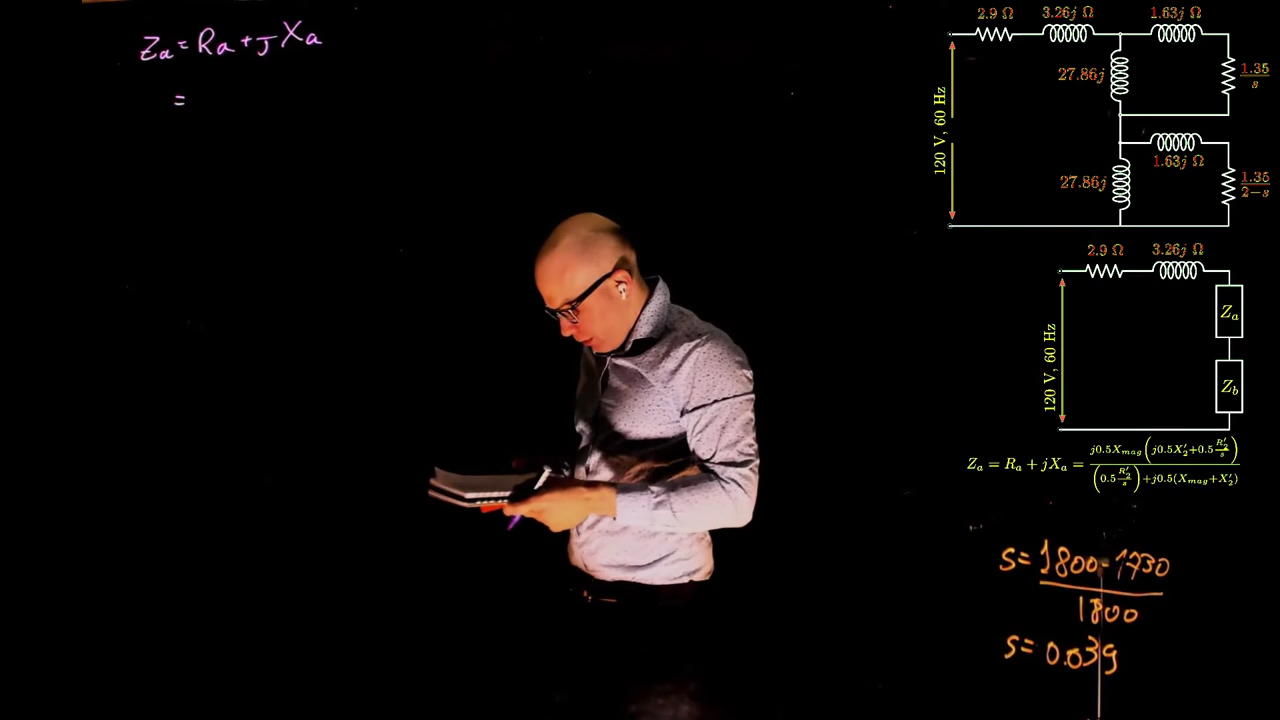 Za = Ra + j Xa
=
2.9 Ω
3.26j Ω
1.63j Ω
27.86j
1.35/s
120 V, 60 Hz
1.63j Ω
27.86j
1.35/2−s
2.9 Ω
3.26j Ω
120 V, 60 Hz
Za
Zb
Za = Ra + jXa = j0.5Xmag(j0.5X′2+0.5 R′2/s) / (0.5 R′2/s)+j0.5(Xmag+X′2)
s= 1800-1730
1800
s= 0.039